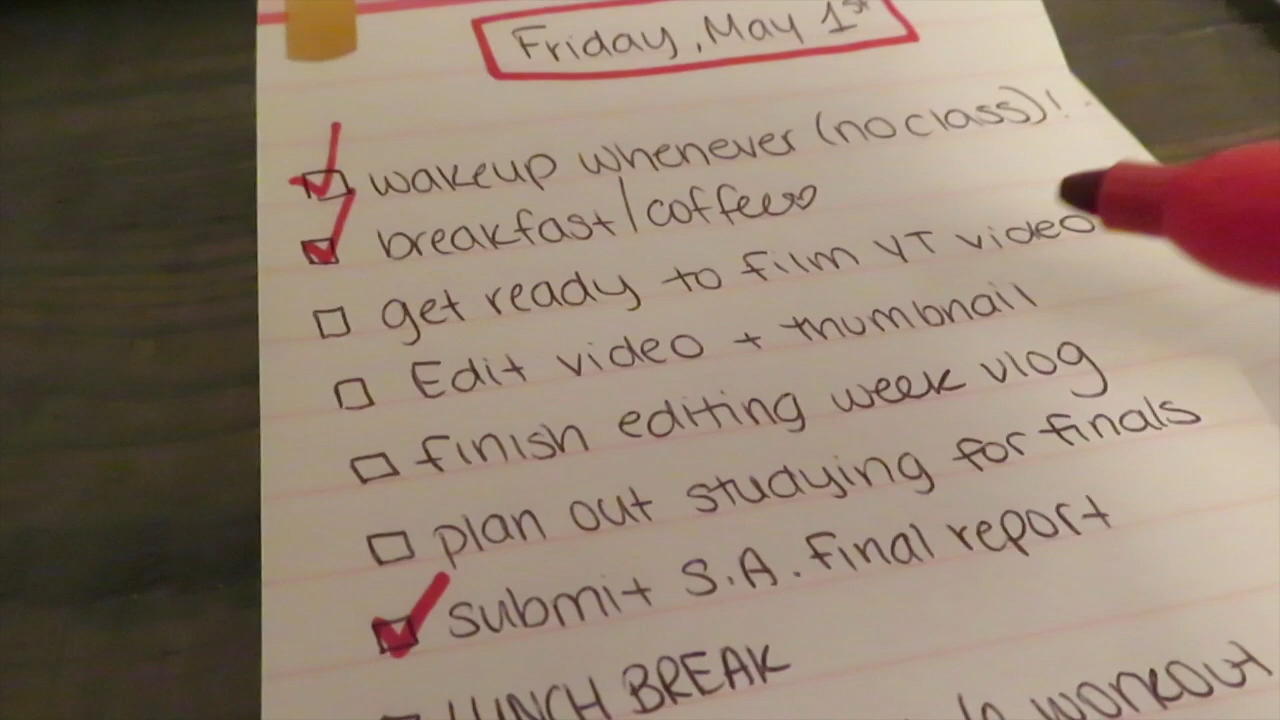 Friday, May 1st
wakeup whenever (no class)!
breakfast/coffee♡
get ready to film YT video
Edit video + thumbnail
finish editing week vlog
plan out studying for finals
submit S.A. final report
LUNCH BREAK
workout